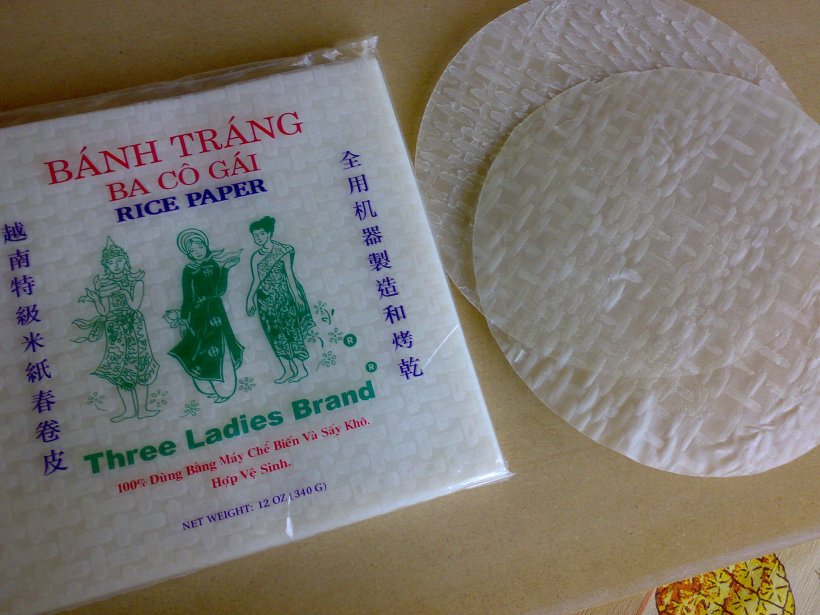 BÁNH TRÁNG
BA CÔ GÁI
RICE PAPER
越南特級米紙春卷皮
全用机器製造和烤乾
®
Three Ladies Brand ®
100% Dùng Bằng Máy Chế Biến Và Sấy Khô.
Hợp Vệ Sinh.
NET WEIGHT: 12 OZ (340 G)